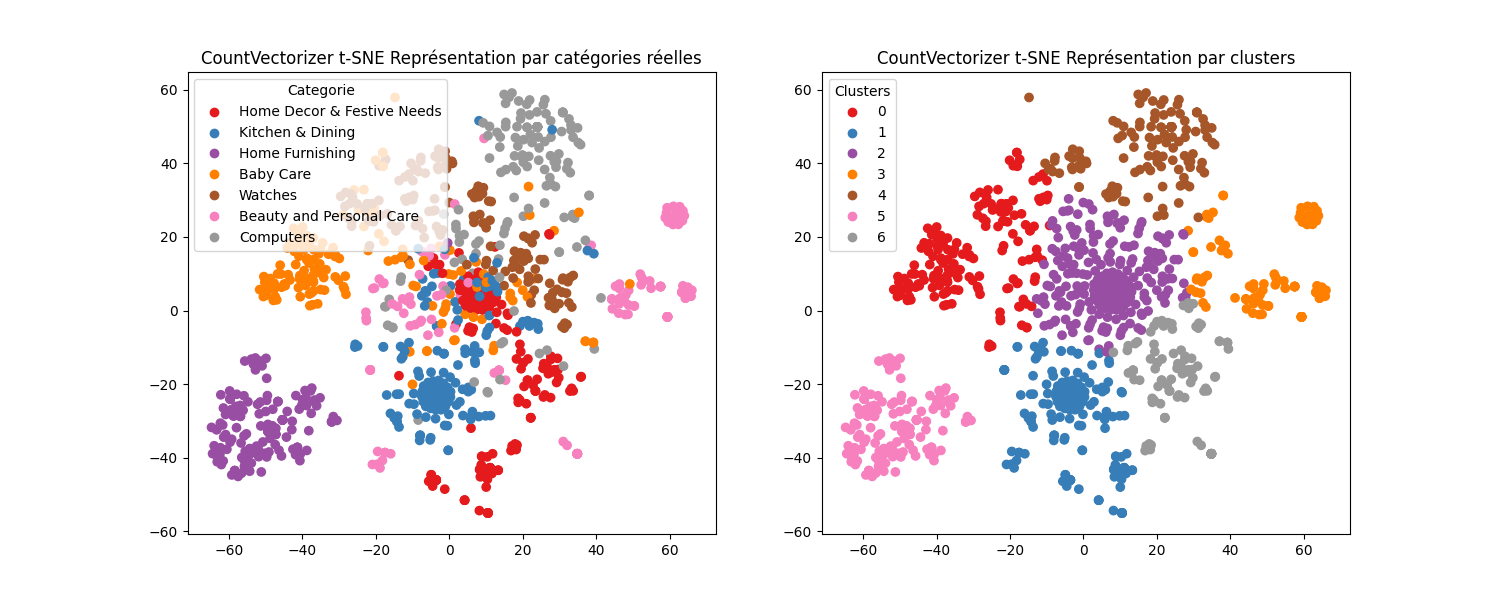 CountVectorizer t-SNE Représentation par catégories réelles
Categorie
Home Decor & Festive Needs
Kitchen & Dining
Home Furnishing
Baby Care
Watches
Beauty and Personal Care
Computers
60
40
20
0
−20
−40
−60
−60 −40 −20 0 20 40 60
CountVectorizer t-SNE Représentation par clusters
Clusters
0
1
2
3
4
5
6
60
40
20
0
−20
−40
−60
−60 −40 −20 0 20 40 60